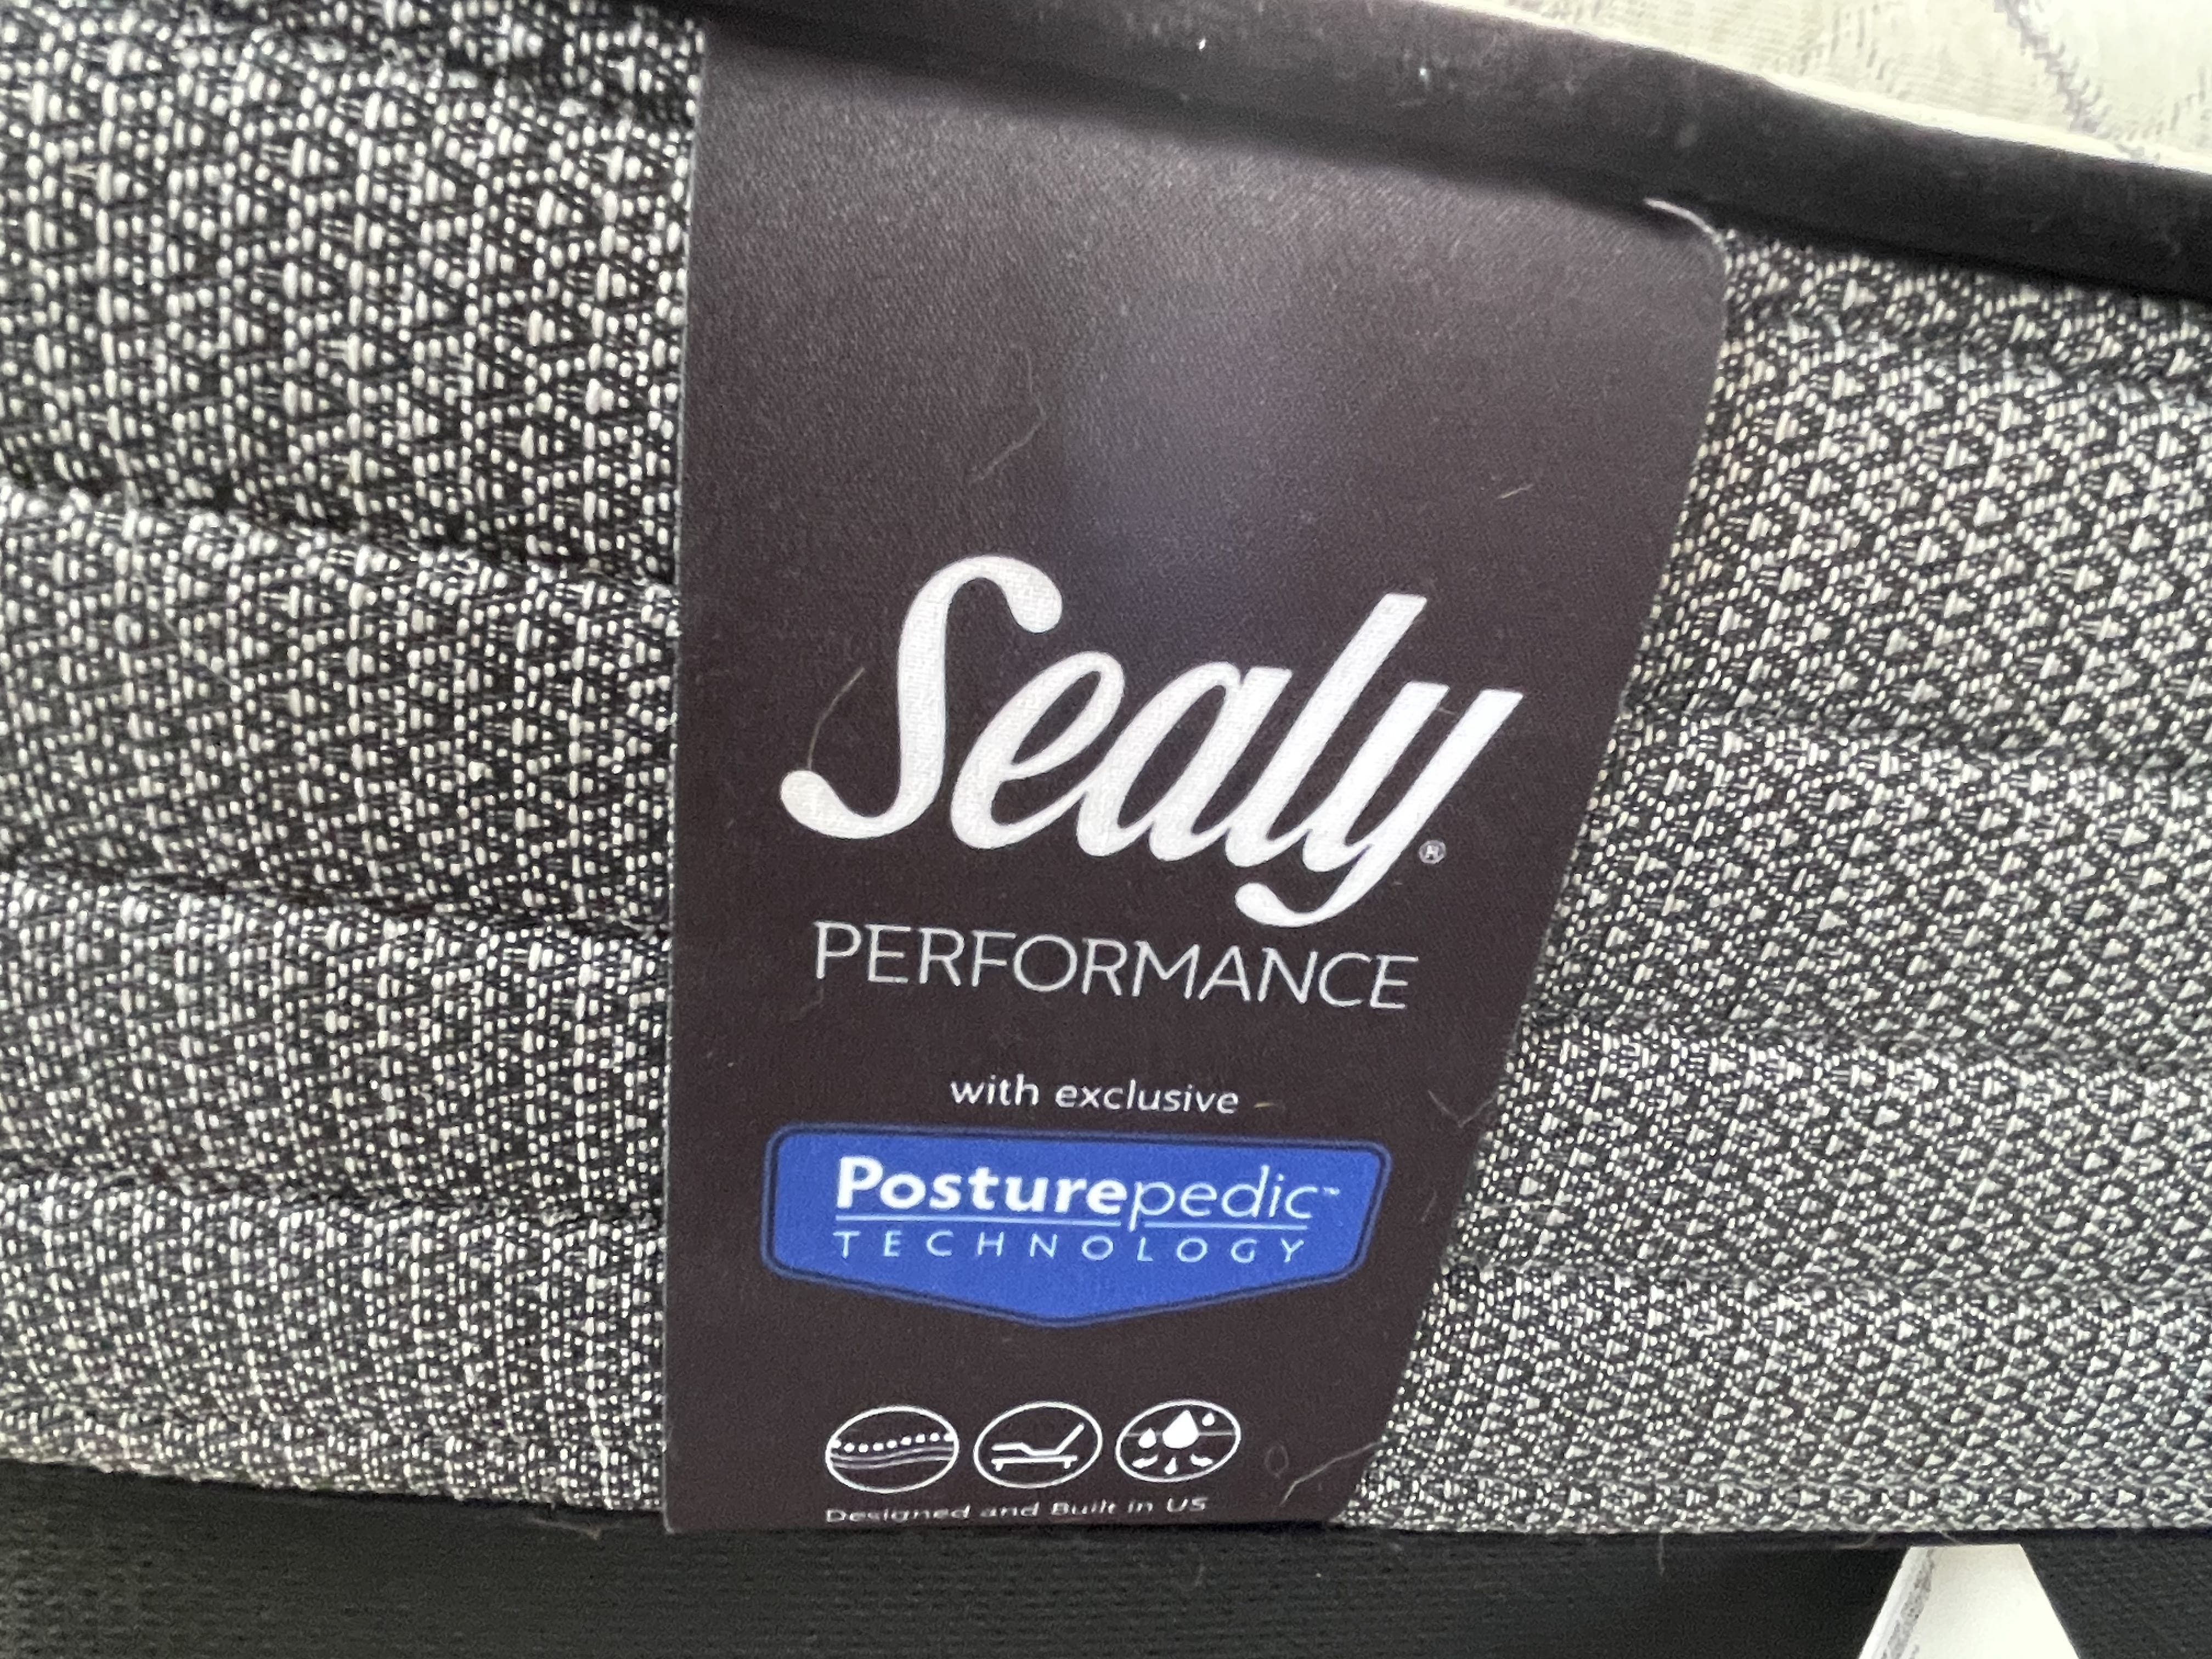 Sealy®
PERFORMANCE
with exclusive
Posturepedic™
TECHNOLOGY
Designed and Built in US